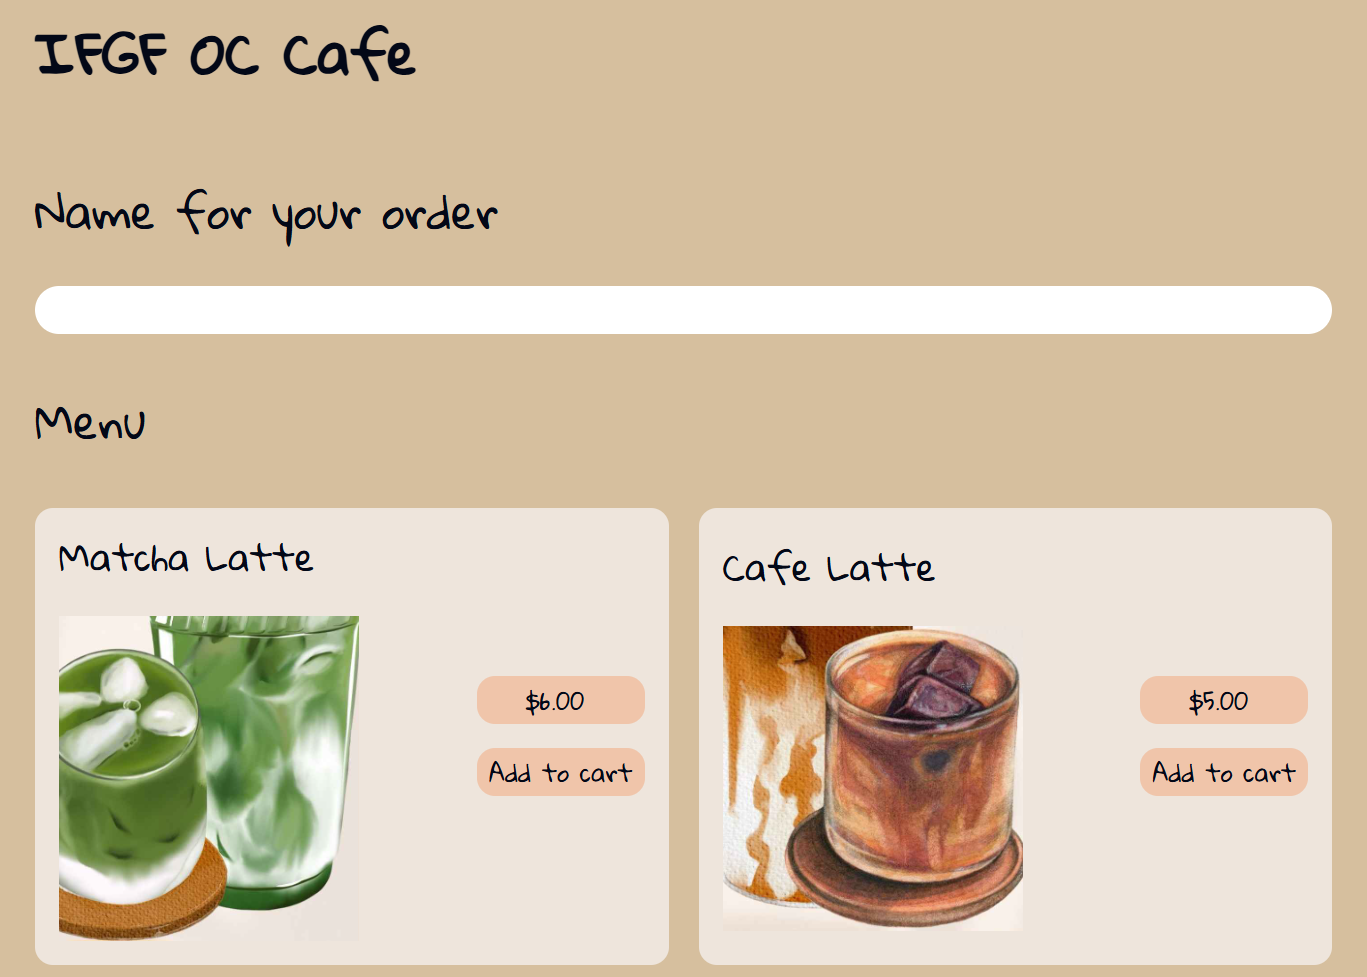 IFGF OC Cafe
Name for your order
Menu
Matcha Latte
$6.00
Add to cart
Cafe Latte
$5.00
Add to cart